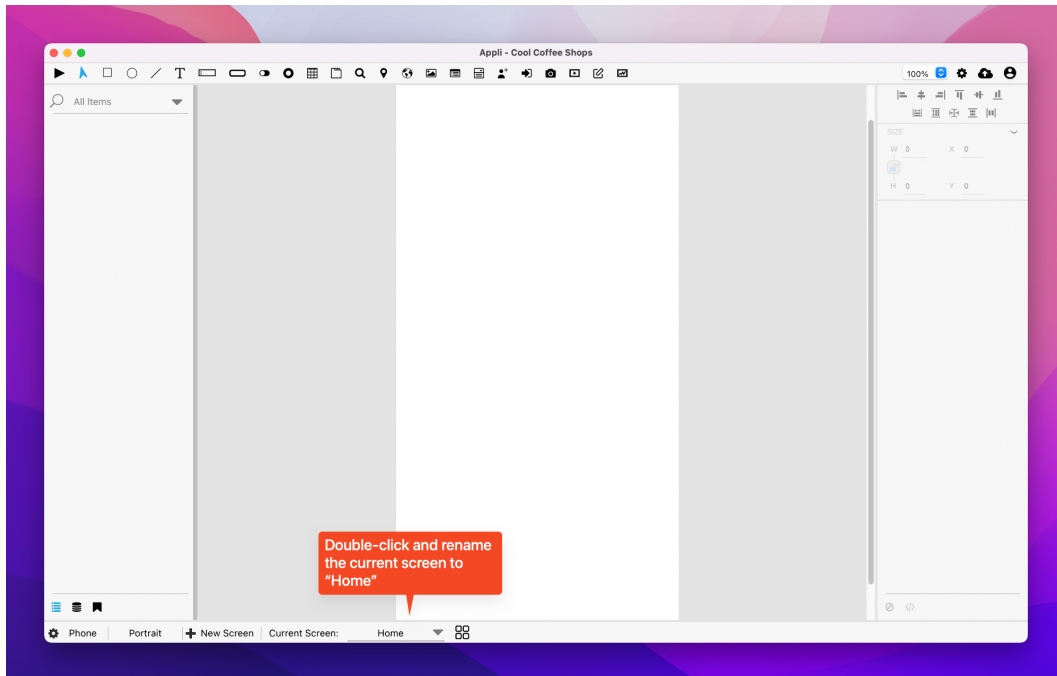 Appli - Cool Coffee Shops
T
100%
All Items
SIZE
W 0 X 0
H 0 Y 0
Double-click and rename
the current screen to
“Home”
Phone Portrait New Screen Current Screen: Home